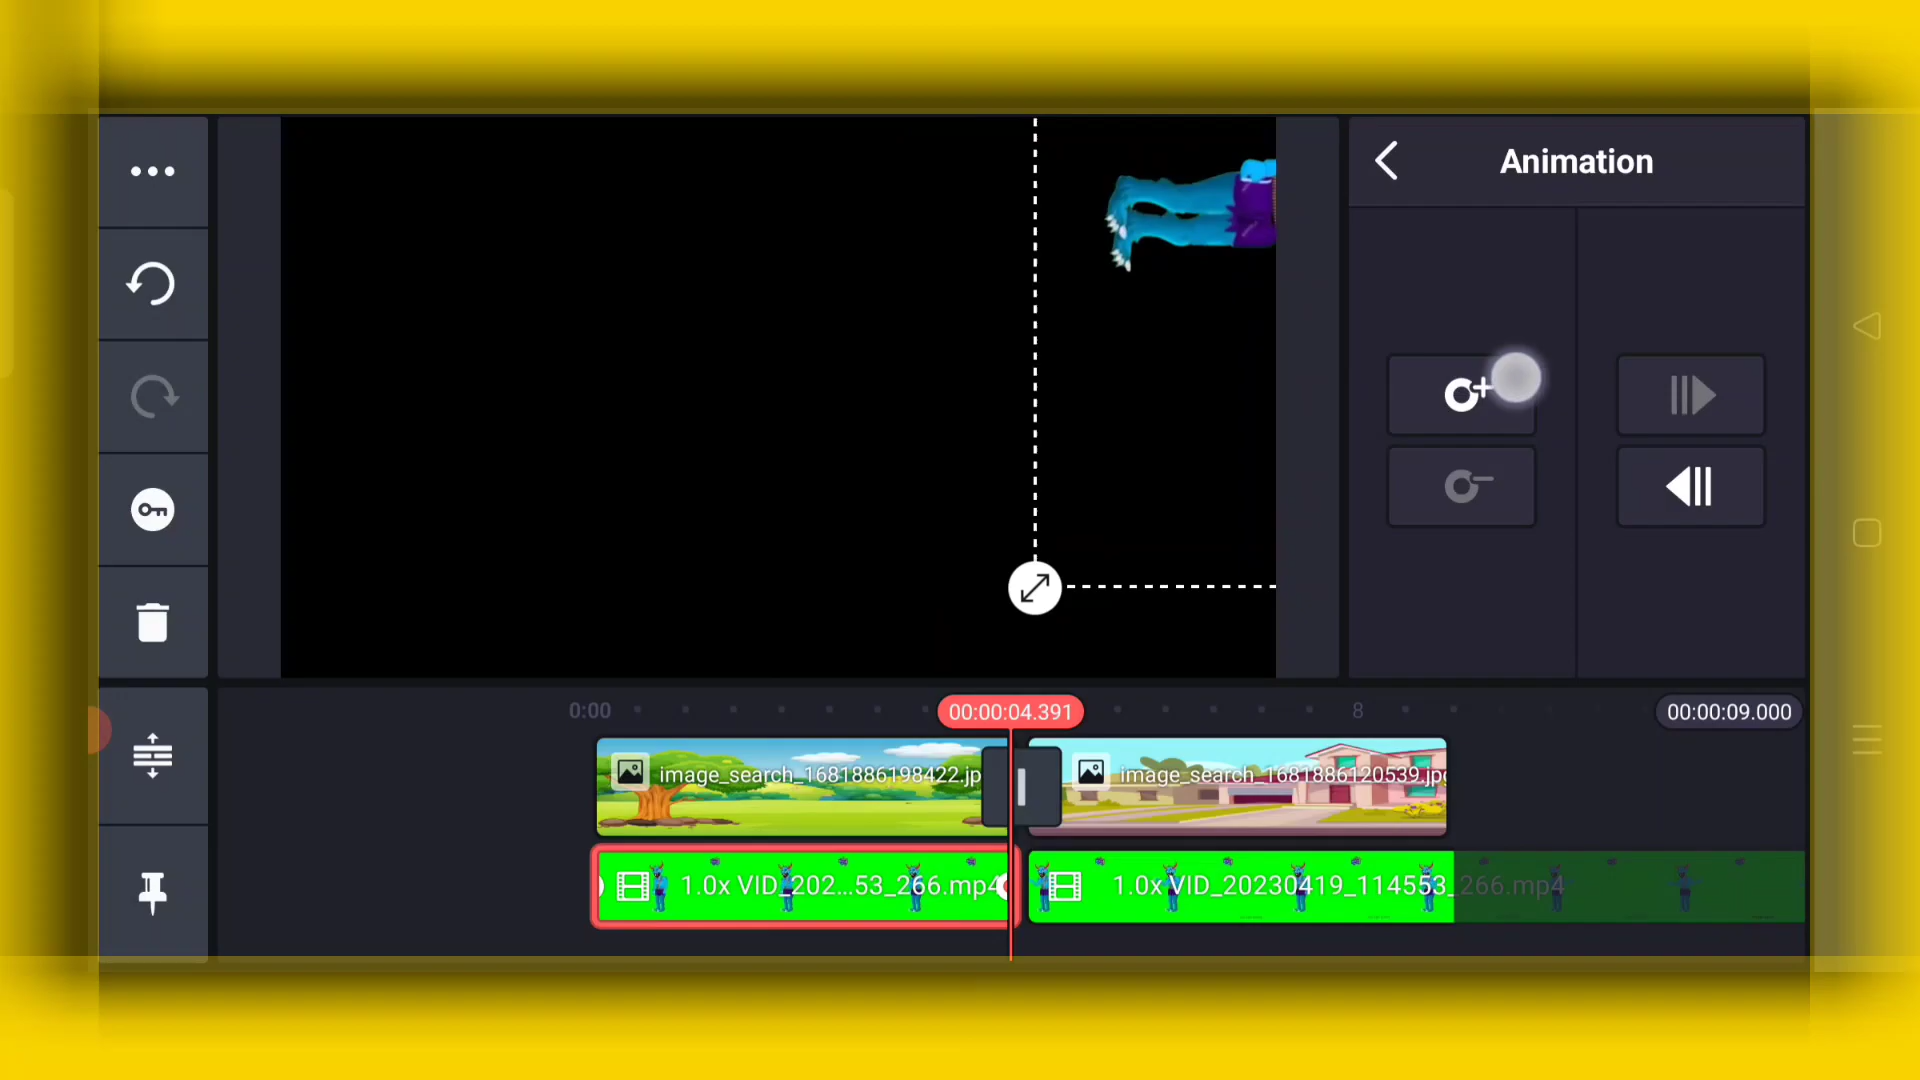 Animation
0:00
00:00:04.391
8
00:00:09.000
image_search_1681886198422.jp
image_search_1681886120539.jpg
1.0x VID_202...53_266.mp4
1.0x VID_20230419_114553_266.mp4